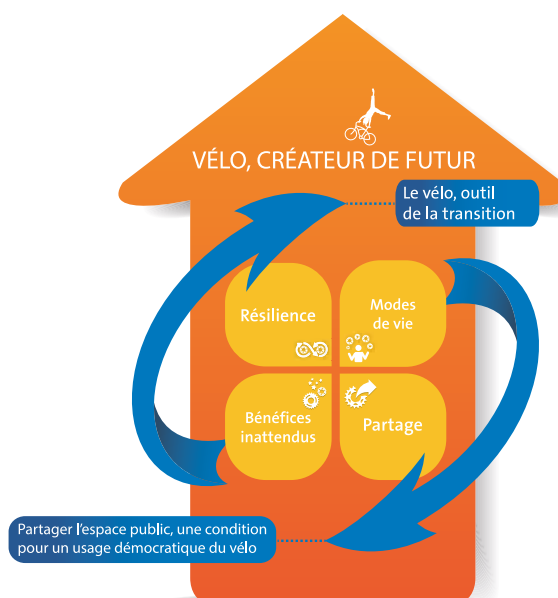 VÉLO, CRÉATEUR DE FUTUR
Le vélo, outil
de la transition
Résilience
Modes
de vie
Bénéfices
inattendus
Partage
Partager l'espace public, une condition
pour un usage démocratique du vélo